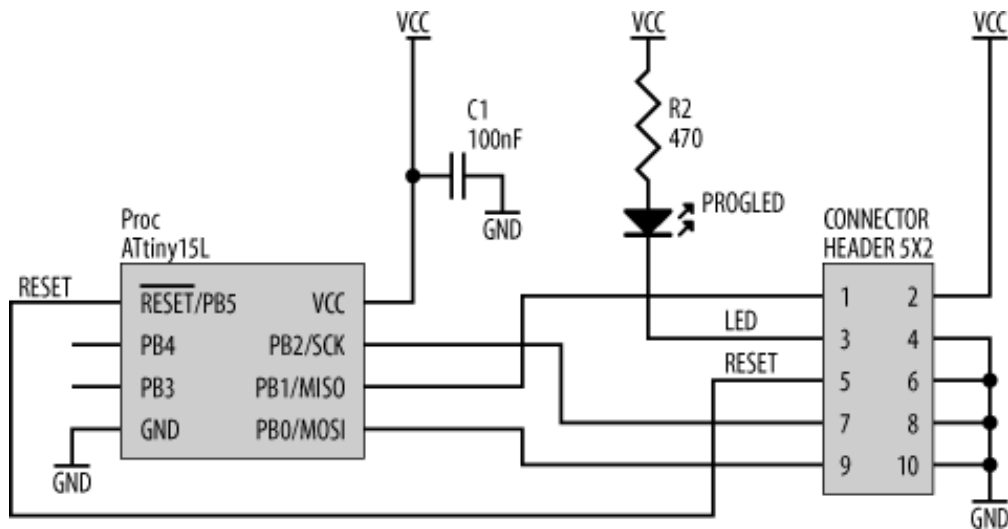 VCC
VCC
VCC
C1
100nF
R2
470
GND
PROGLED
Proc
ATtiny15L
CONNECTOR
HEADER 5X2
RESET
RESET/PB5
VCC
1
2
PB4
PB2/SCK
LED
3
4
PB3
PB1/MISO
RESET
5
6
GND
PB0/MOSI
7
8
9
10
GND
GND